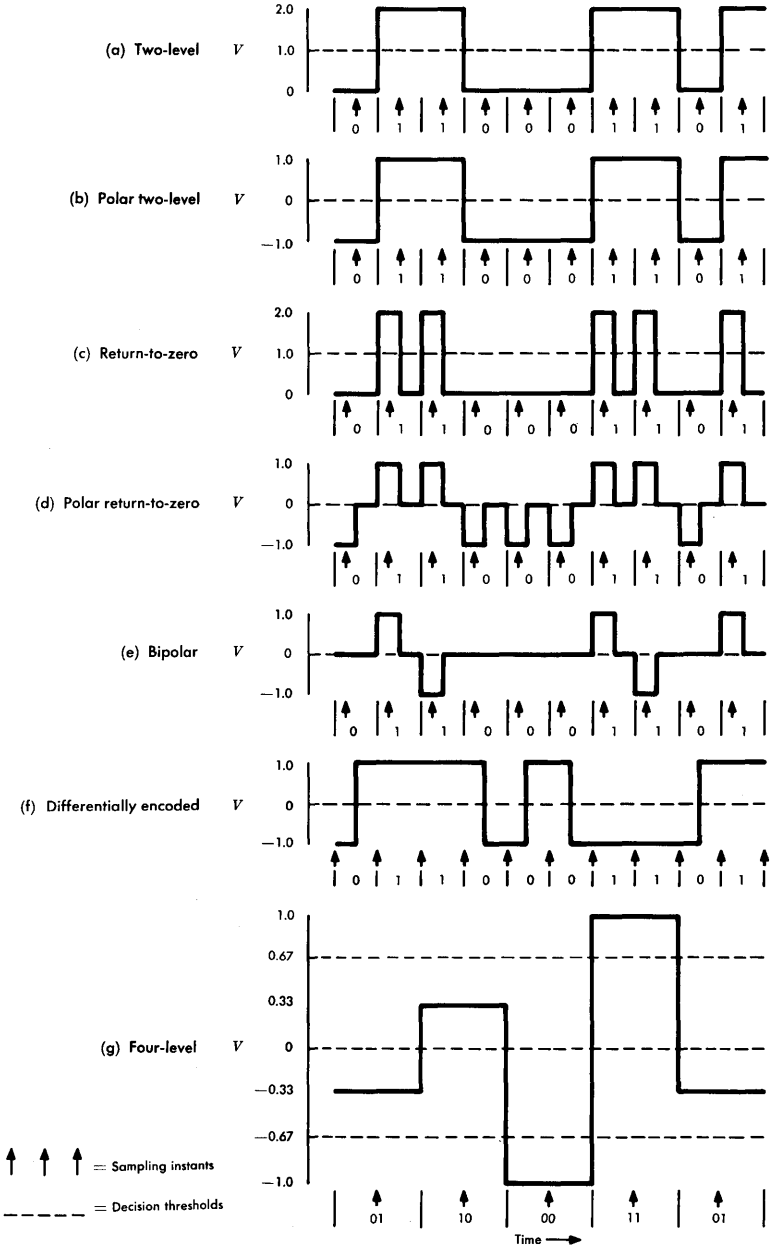 2.0
(a) Two-level V 1.0
0
0 1 1 0 0 0 1 1 0 1
1.0
(b) Polar two-level V 0
—1.0
0 1 1 0 0 0 1 1 0 1
2.0
(c) Return-to-zero V 1.0
0
0 1 1 0 0 0 1 1 0 1
1.0
(d) Polar return-to-zero V 0
—1.0
0 1 1 0 0 0 1 1 0 1
1.0
(e) Bipolar V 0
—1.0
0 1 1 0 0 0 1 1 0 1
1.0
(f) Differentially encoded V 0
—1.0
0 1 1 0 0 0 1 1 0 1
1.0
0.67
0.33
(g) Four-level V 0
—0.33
—0.67
—1.0
01 10 00 11 01
= Sampling instants
= Decision thresholds
Time